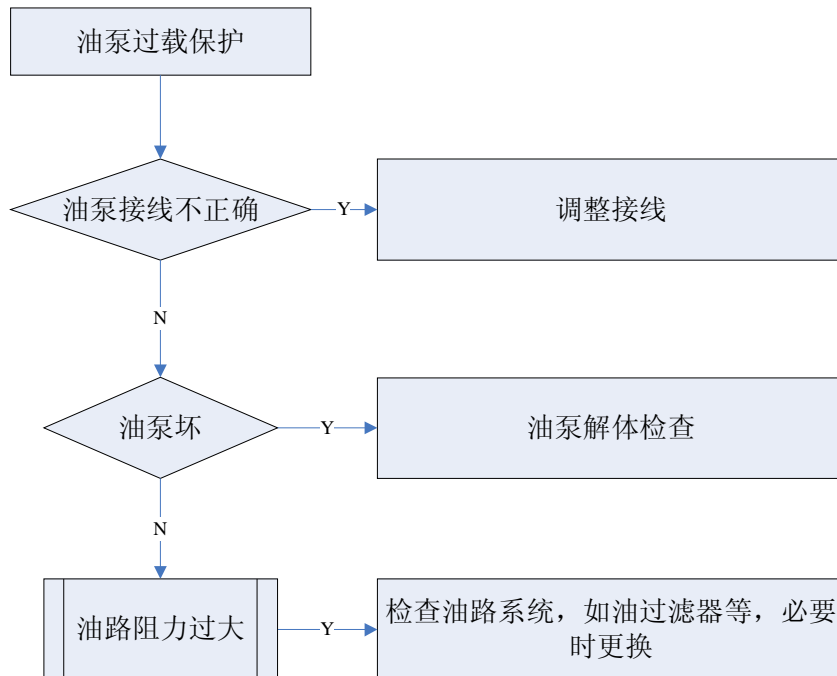 油泵过载保护
油泵接线不正确
Y
调整接线
N
油泵坏
Y
油泵解体检查
N
油路阻力过大
Y
检查油路系统，如油过滤器等，必要
时更换